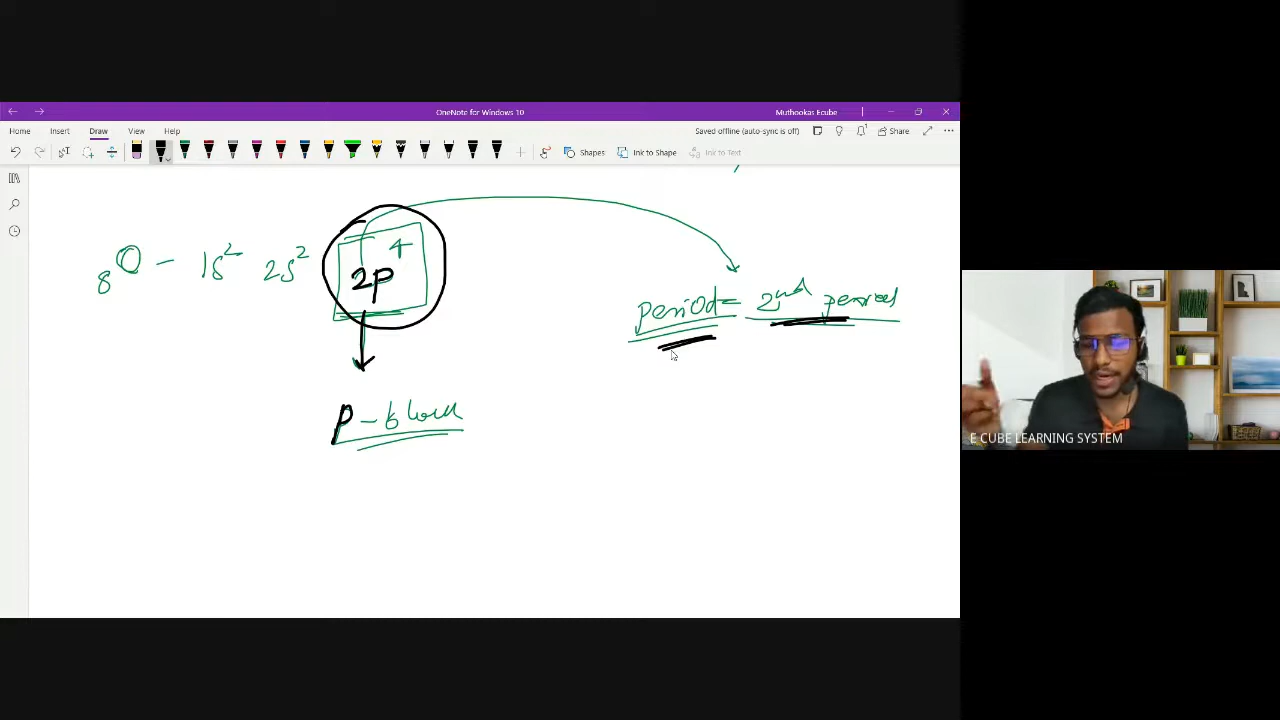 OneNote for Windows 10
Muthookas Ecube
Home Insert Draw View Help
Saved offline (auto-sync is off) Share
Shapes Ink to Shape Ink to Text
8O - 1s² 2s² 2p⁴
period = 2nd period
p - block
E CUBE LEARNING SYSTEM